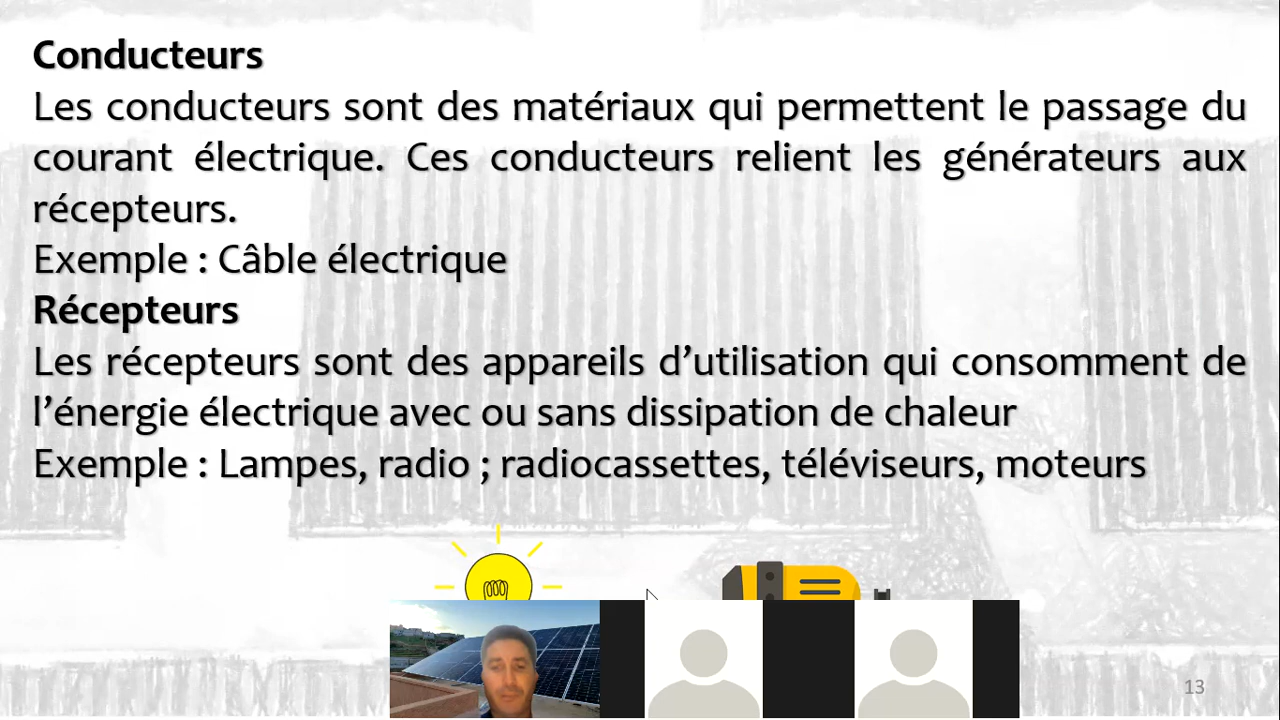 Conducteurs
Les conducteurs sont des matériaux qui permettent le passage du
courant électrique. Ces conducteurs relient les générateurs aux
récepteurs.
Exemple : Câble électrique
Récepteurs
Les récepteurs sont des appareils d’utilisation qui consomment de
l’énergie électrique avec ou sans dissipation de chaleur
Exemple : Lampes, radio ; radiocassettes, téléviseurs, moteurs
13